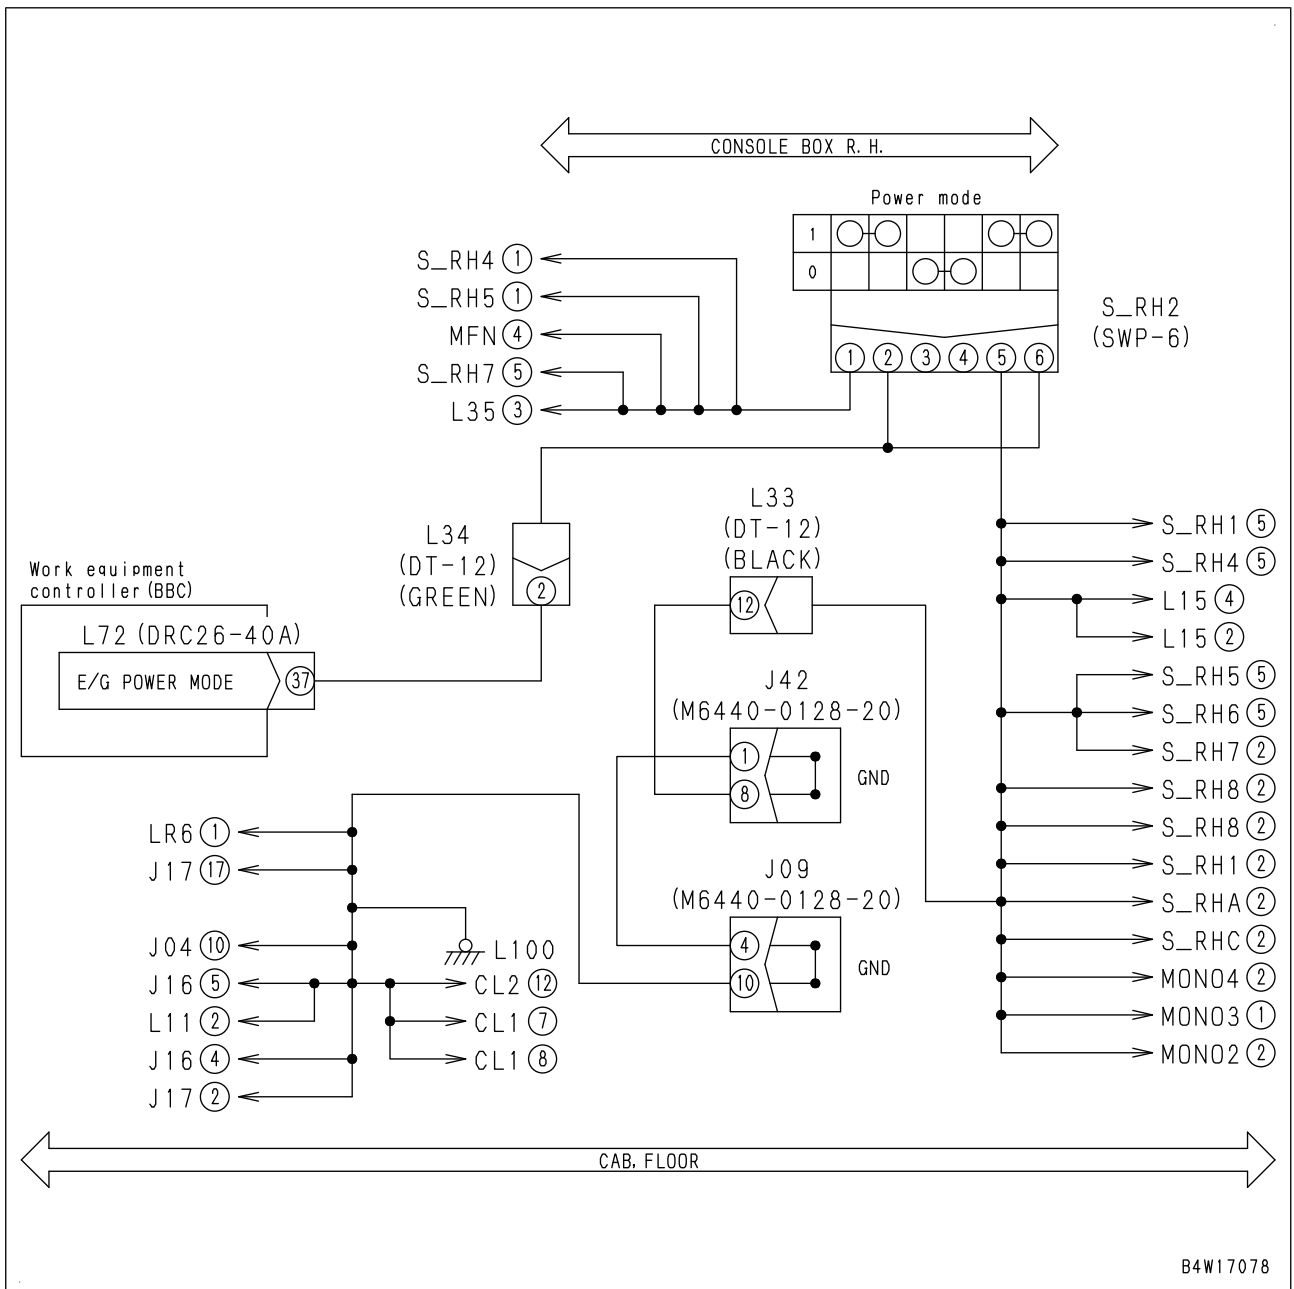 CONSOLE BOX R. H.
Power mode
1
0
S_RH2
(SWP-6)
1 2 3 4 5 6
S_RH4 1
S_RH5 1
MFN 4
S_RH7 5
L35 3
L34
(DT-12)
(GREEN)
2
L33
(DT-12)
(BLACK)
12
Work equipment
controller (BBC)
L72 (DRC26-40A)
E/G POWER MODE 37
J42
(M6440-0128-20)
1
8
GND
J09
(M6440-0128-20)
4
10
GND
LR6 1
J17 17
J04 10
J16 5
L11 2
J16 4
J17 2
L100
CL2 12
CL1 7
CL1 8
S_RH1 5
S_RH4 5
L15 4
L15 2
S_RH5 5
S_RH6 5
S_RH7 2
S_RH8 2
S_RH8 2
S_RH1 2
S_RHA 2
S_RHC 2
MONO4 2
MONO3 1
MONO2 2
CAB, FLOOR
B4W17078